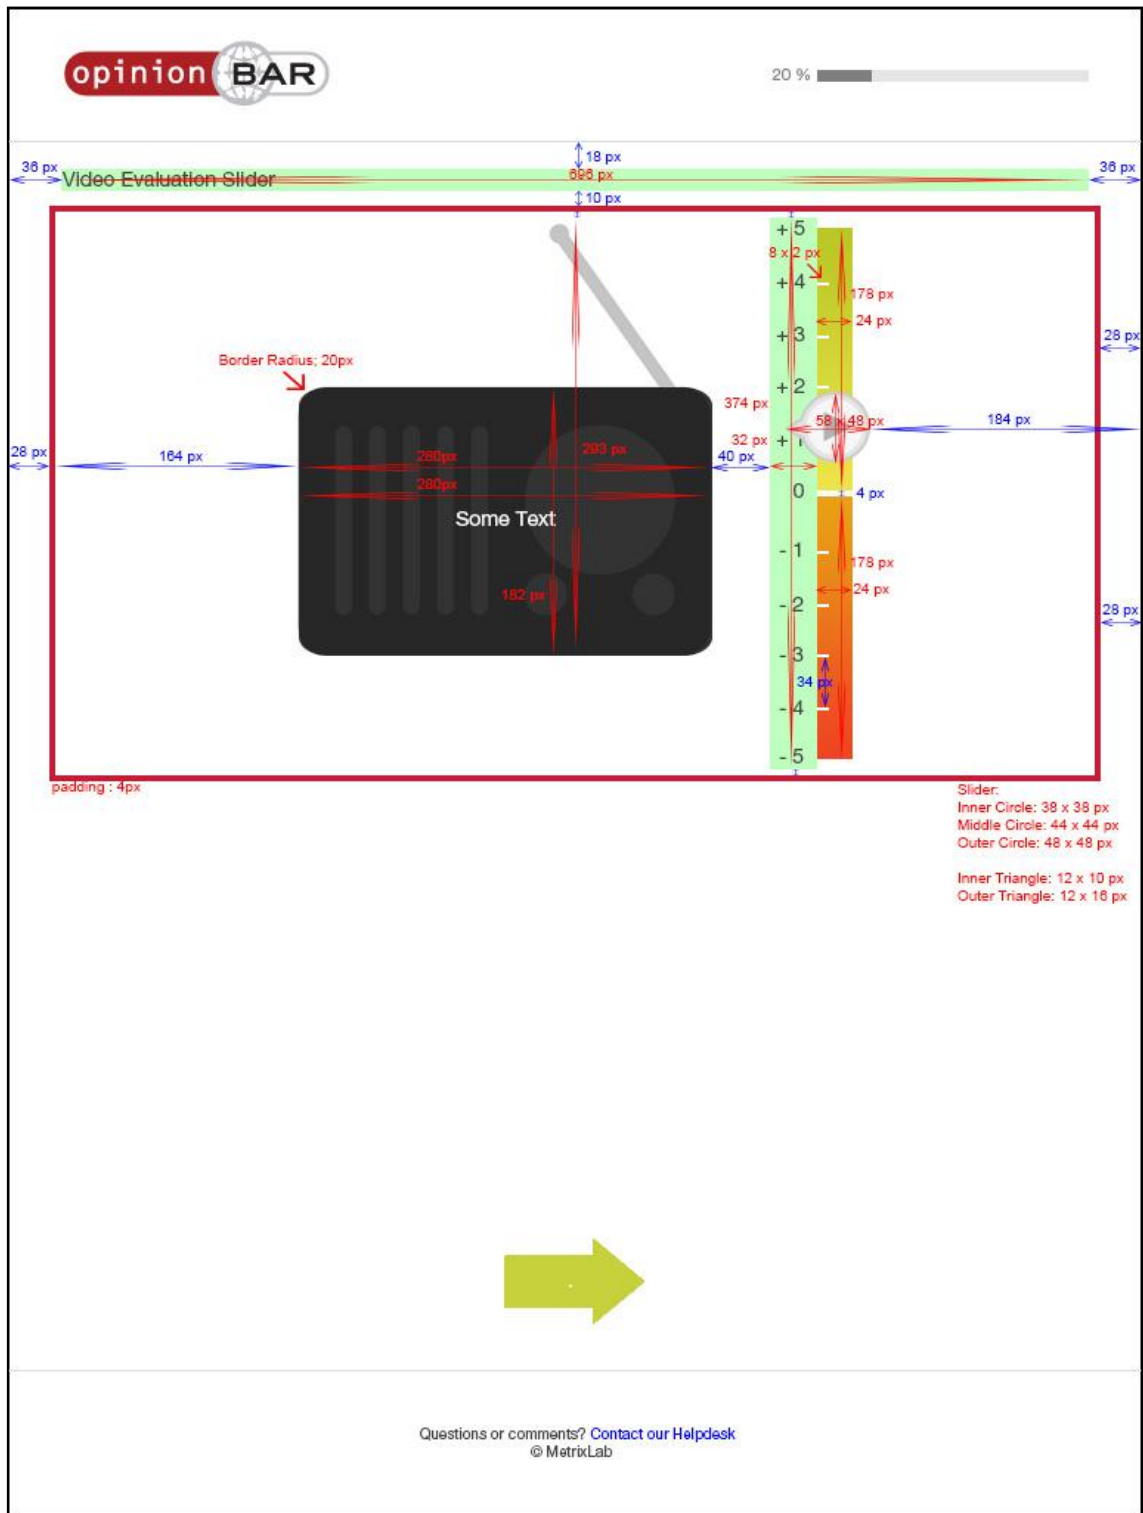 opinion BAR
20 %
18 px
36 px
Video Evaluation Slider
696 px
36 px
10 px
+ 5
8 x 2 px
+ 4
178 px
24 px
+ 3
28 px
Border Radius; 20px
+ 2
374 px
58 x 48 px
184 px
32 px
+ 1
28 px
164 px
280px
293 px
40 px
280px
0
4 px
Some Text
- 1
178 px
24 px
182 px
- 2
28 px
- 3
34 px
- 4
- 5
padding : 4px
Slider:
Inner Circle: 38 x 38 px
Middle Circle: 44 x 44 px
Outer Circle: 48 x 48 px
Inner Triangle: 12 x 10 px
Outer Triangle: 12 x 16 px
Questions or comments? Contact our Helpdesk
© MetrixLab